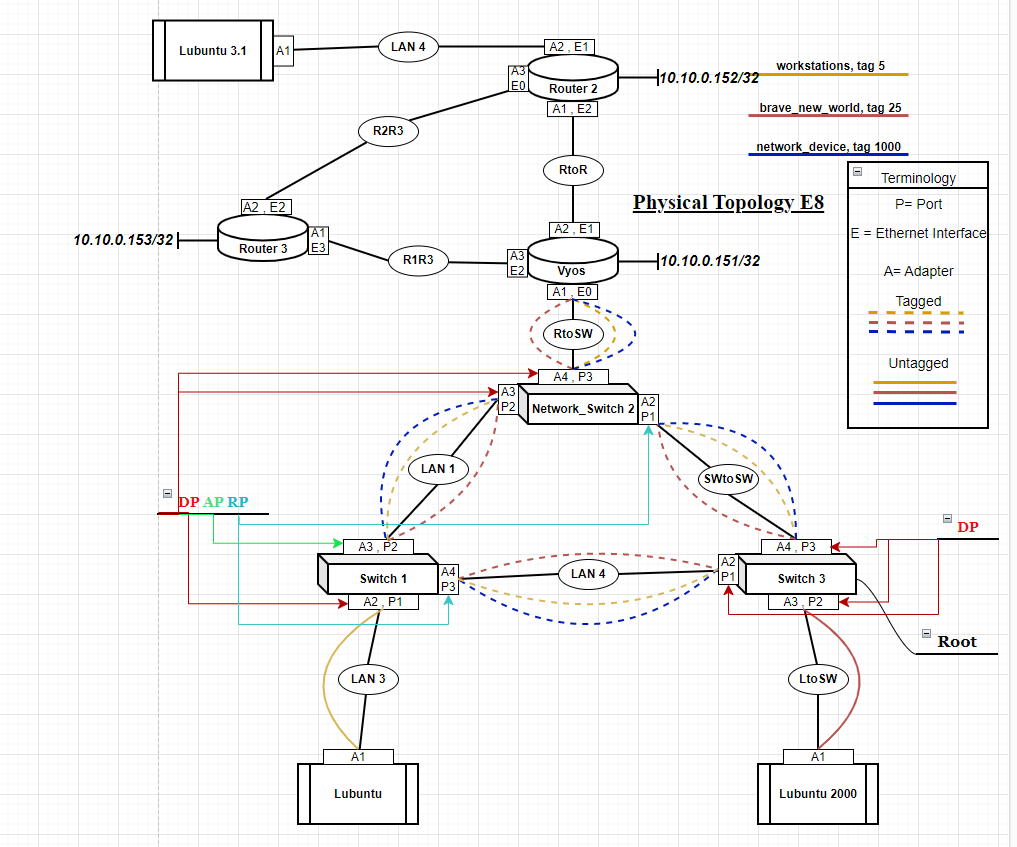 Lubuntu 3.1
A1
LAN 4
A2 , E1
A3
E0
Router 2
10.10.0.152/32
A1 , E2
workstations, tag 5
brave_new_world, tag 25
network_device, tag 1000
R2R3
RtoR
Physical Topology E8
Terminology
P= Port
E = Ethernet Interface
A= Adapter
Tagged
Untagged
A2 , E2
10.10.0.153/32
Router 3
A1
E3
R1R3
A2 , E1
A3
E2
Vyos
10.10.0.151/32
A1 , E0
RtoSW
A4 , P3
A3
P2
Network_Switch 2
A2
P1
LAN 1
SWtoSW
DP AP RP
DP
A3 , P2
Switch 1
A4
P3
A2 , P1
LAN 4
A4 , P3
A2
P1
Switch 3
A3 , P2
Root
LAN 3
LtoSW
A1
Lubuntu
A1
Lubuntu 2000